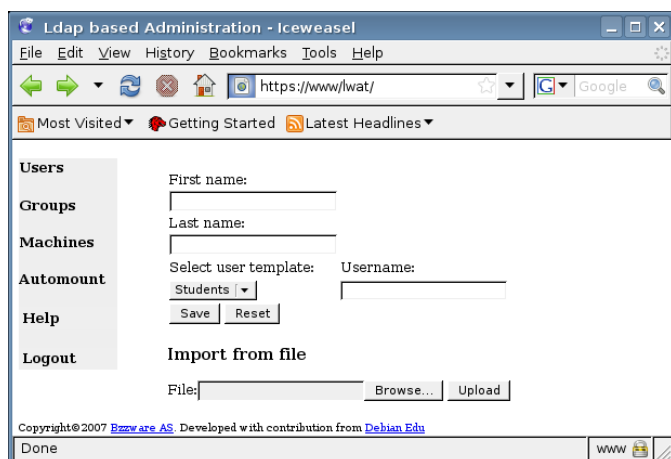 Ldap based Administration - Iceweasel
File Edit View History Bookmarks Tools Help
https://www/lwat/
G Google
Most Visited Getting Started Latest Headlines
Users
Groups
Machines
Automount
Help
Logout
First name:
Last name:
Select user template: Username:
Students
Save Reset
Import from file
File: Browse... Upload
Copyright©2007 Bzzware AS. Developed with contribution from Debian Edu
Done www